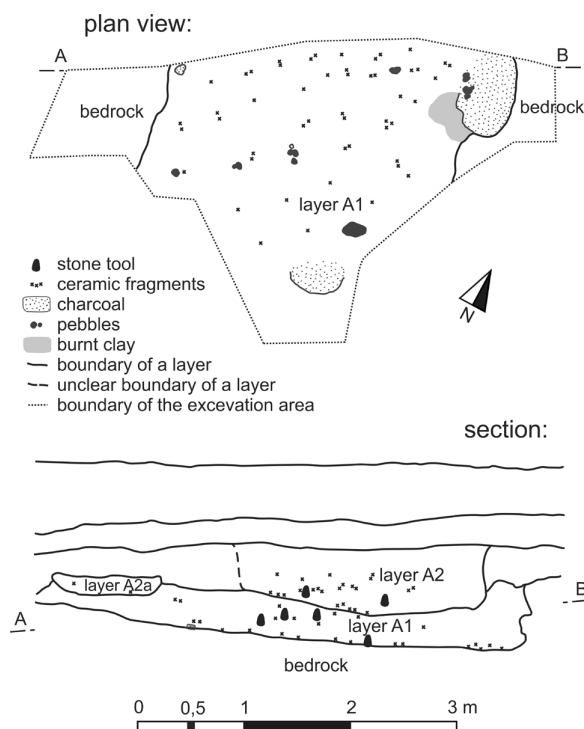 plan view:
A
B
bedrock
bedrock
layer A1
stone tool
ceramic fragments
charcoal
pebbles
burnt clay
boundary of a layer
unclear boundary of a layer
boundary of the excevation area
N
section:
layer A2a
layer A2
A
layer A1
B
bedrock
0 0,5 1 2 3 m